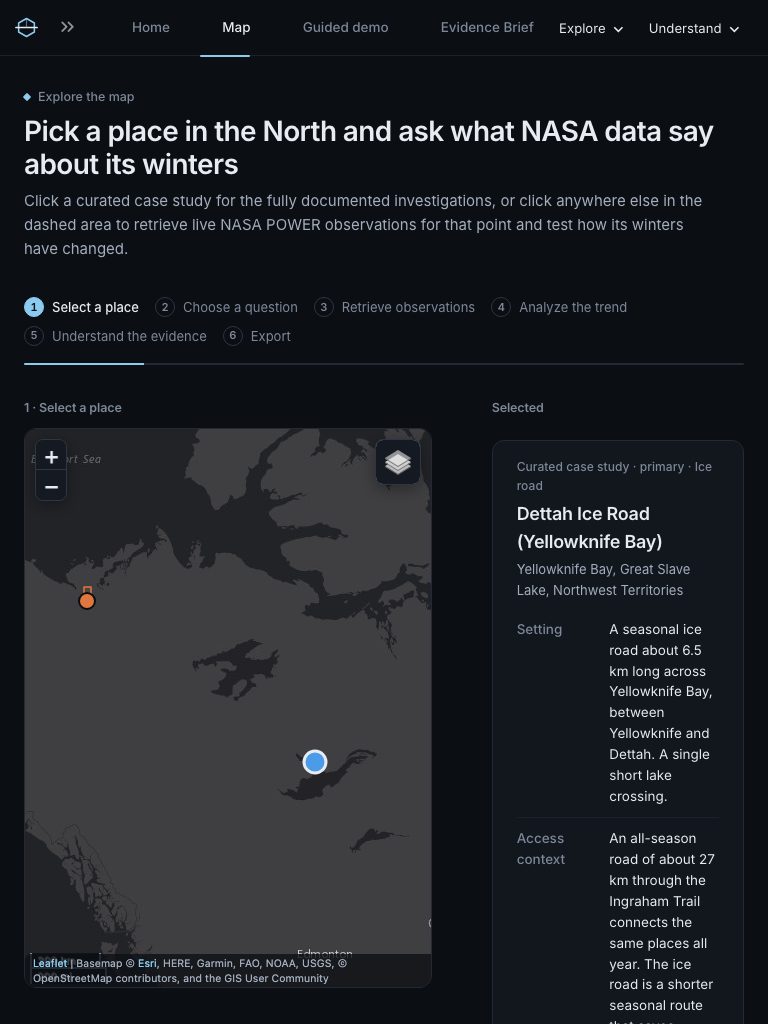 Home
Map
Guided demo
Evidence Brief
Explore
Understand
Explore the map
Pick a place in the North and ask what NASA data say
about its winters
Click a curated case study for the fully documented investigations, or click anywhere else in the
dashed area to retrieve live NASA POWER observations for that point and test how its winters
have changed.
1 Select a place
2 Choose a question
3 Retrieve observations
4 Analyze the trend
5 Understand the evidence
6 Export
1 · Select a place
+
−
Sea
Edmonton
Leaflet | Basemap © Esri, HERE, Garmin, FAO, NOAA, USGS, ©
OpenStreetMap contributors, and the GIS User Community
Selected
Curated case study · primary · Ice
road
Dettah Ice Road
(Yellowknife Bay)
Yellowknife Bay, Great Slave
Lake, Northwest Territories
Setting
A seasonal ice
road about 6.5
km long across
Yellowknife Bay,
between
Yellowknife and
Dettah. A single
short lake
crossing.
Access
context
An all-season
road of about 27
km through the
Ingraham Trail
connects the
same places all
year. The ice
road is a shorter
seasonal route